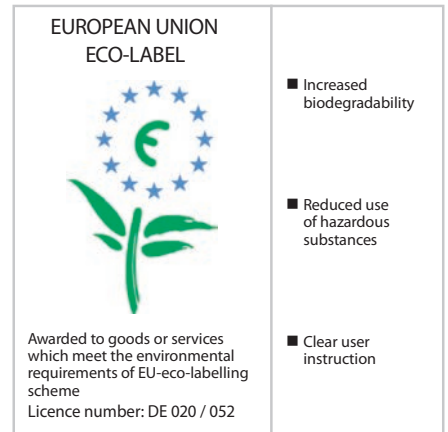 EUROPEAN UNION
ECO-LABEL
Awarded to goods or services
which meet the environmental
requirements of EU-eco-labelling
scheme
Licence number: DE 020 / 052
■ Increased
biodegradability
■ Reduced use
of hazardous
substances
■ Clear user
instruction